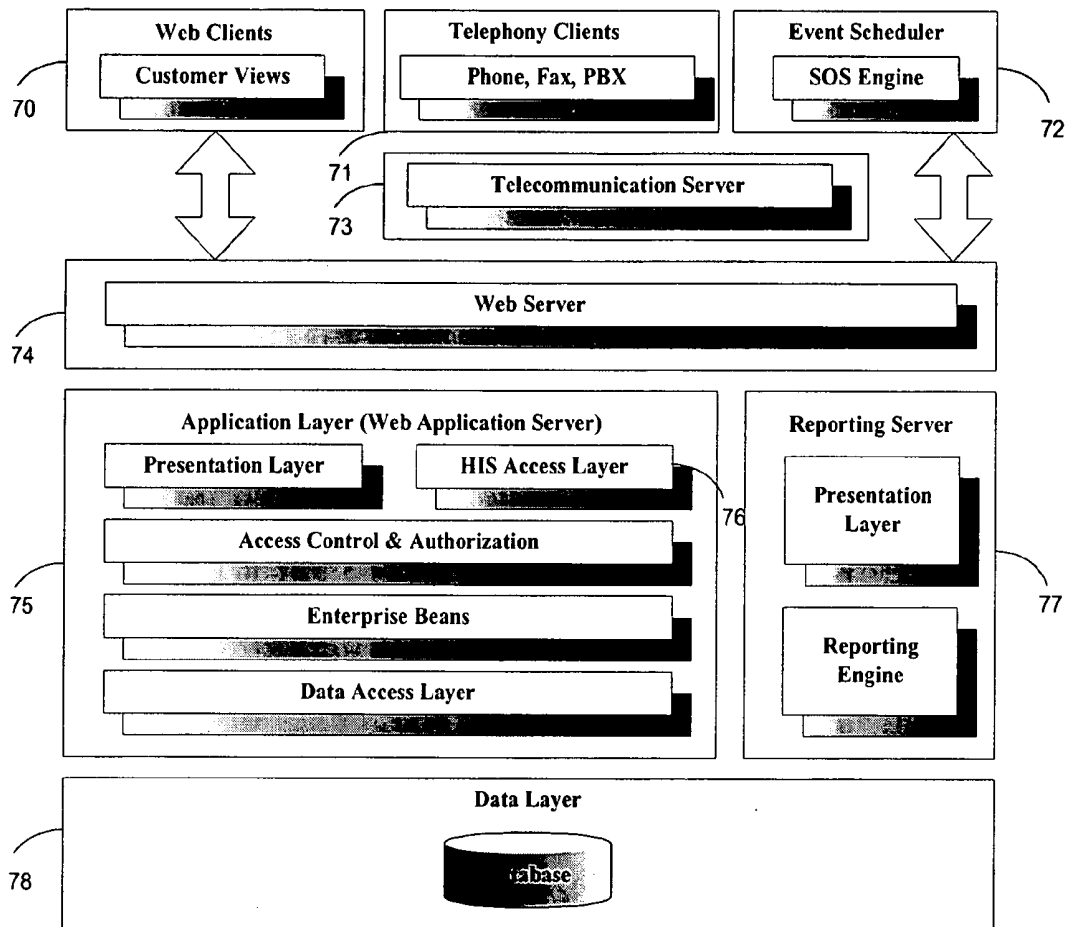 Web Clients
Customer Views
70
Telephony Clients
Phone, Fax, PBX
71
Event Scheduler
SOS Engine
72
Telecommunication Server
73
Web Server
74
Application Layer (Web Application Server)
Presentation Layer
HIS Access Layer
76
Access Control & Authorization
75
Enterprise Beans
Data Access Layer
Reporting Server
Presentation
Layer
77
Reporting
Engine
Data Layer
78
tabase